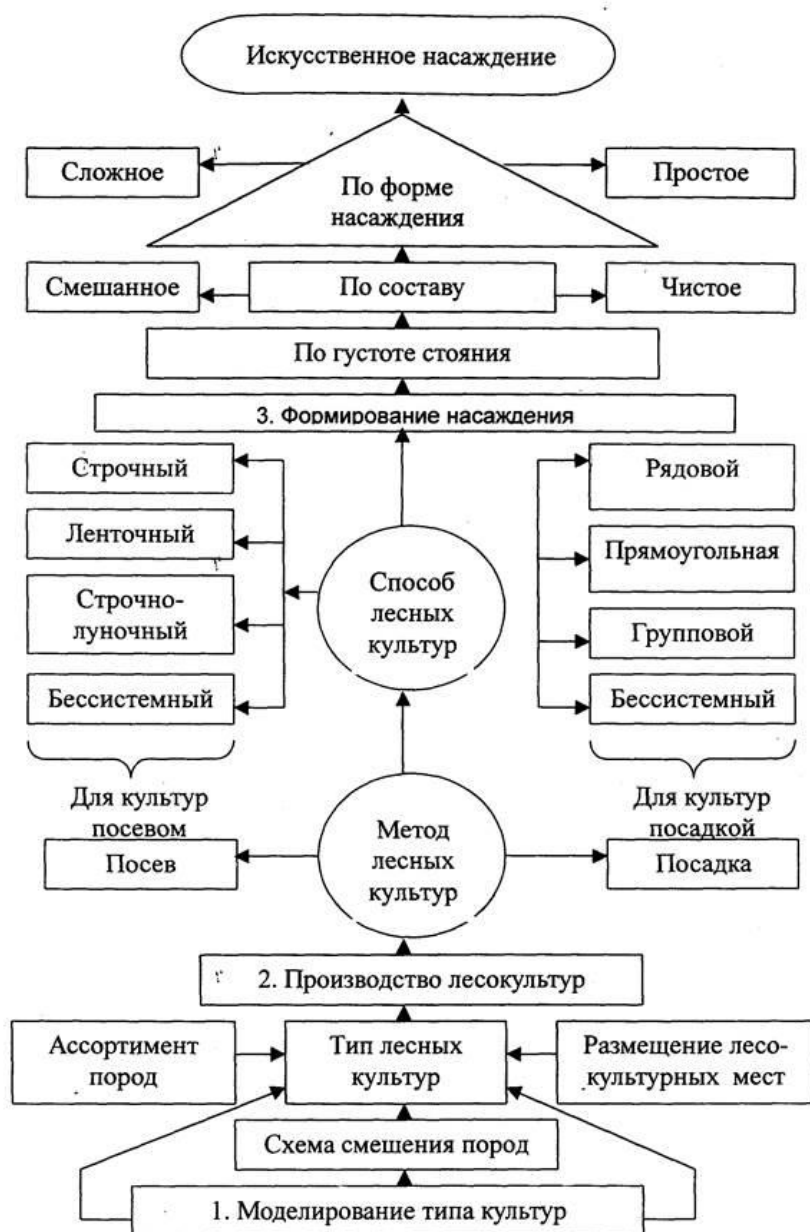 Искусственное насаждение
Сложное
По форме
насаждения
Простое
Смешанное
По составу
Чистое
По густоте стояния
3. Формирование насаждения
Строчный
Ленточный
Строчно-
луночный
Бессистемный
Способ
лесных
культур
Рядовой
Прямоугольная
Групповой
Бессистемный
Для культур
посевом
Для культур
посадкой
Посев
Метод
лесных
культур
Посадка
2. Производство лесокультур
Ассортимент
пород
Тип лесных
культур
Размещение лесо-
культурных мест
Схема смешения пород
1. Моделирование типа культур